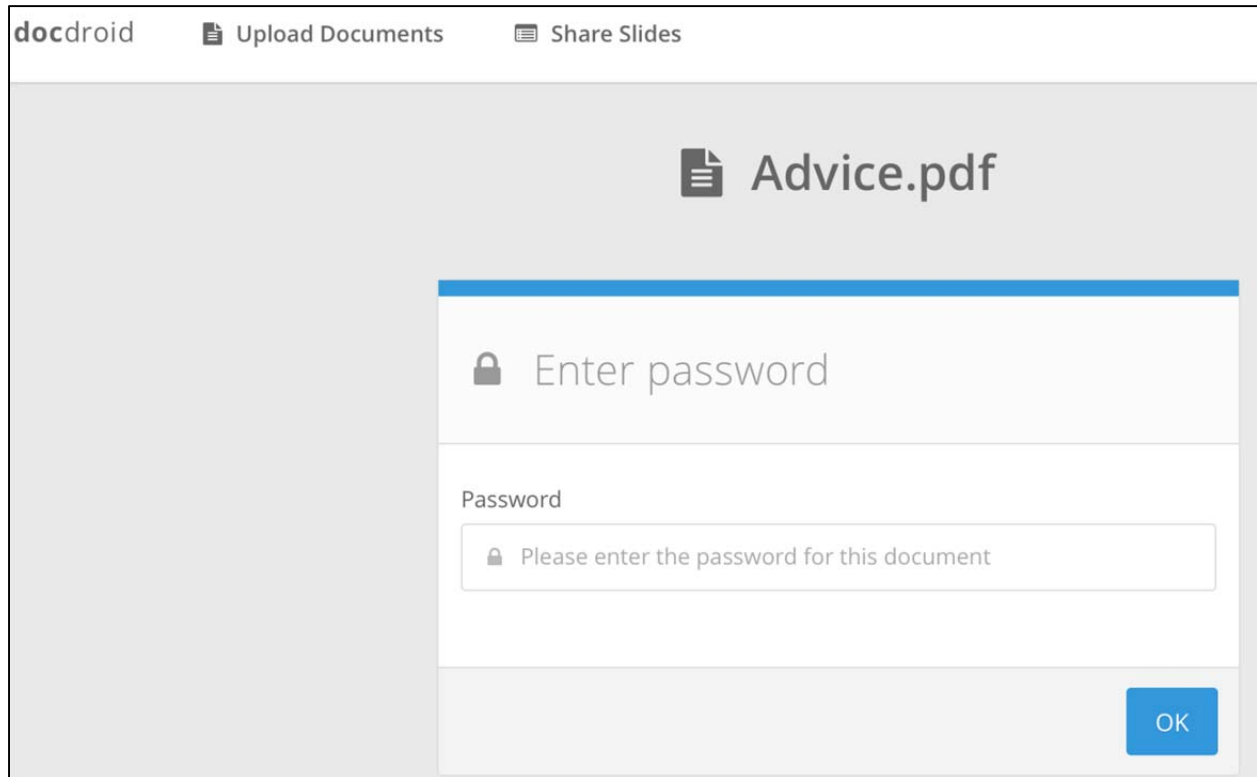 docdroid Upload Documents Share Slides
Advice.pdf
Enter password
Password
Please enter the password for this document
OK